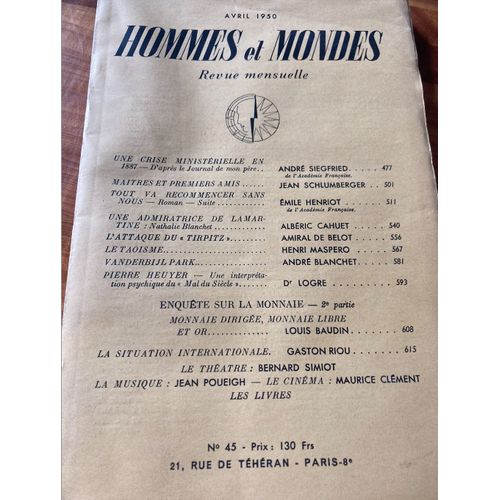 AVRIL 1950
HOMMES et MONDES
Revue mensuelle
UNE CRISE MINISTÉRIELLE EN
1887 — D'après le Journal de mon père.. ANDRÉ SIEGFRIED.... 477
de l'Académie Française.
MAITRES ET PREMIERS AMIS..... JEAN SCHLUMBERGER.. 501
TOUT VA RECOMMENCER SANS
NOUS — Roman — Suite......... ÉMILE HENRIOT....... 511
de l'Académie Française.
UNE ADMIRATRICE DE LAMAR-
TINE : Nathalie Blanchet......... ALBÉRIC CAHUET..... 540
L'ATTAQUE DU « TIRPITZ »........ AMIRAL DE BELOT.... 556
LE TAOISME.................. HENRI MASPERO..... 567
VANDERBIJL PARK............ ANDRÉ BLANCHET..... 581
PIERRE HEUYER — Une interpréta-
tion psychique du « Mal du Siècle »..... Dr LOGRE........... 593
ENQUÊTE SUR LA MONNAIE — 2e partie
MONNAIE DIRIGÉE, MONNAIE LIBRE
ET OR............. LOUIS BAUDIN........ 608
LA SITUATION INTERNATIONALE. GASTON RIOU....... 615
LE THÉATRE : BERNARD SIMIOT
LA MUSIQUE : JEAN POUEIGH — LE CINÉMA : MAURICE CLÉMENT
LES LIVRES
No 45 - Prix : 130 Frs
21, RUE DE TÉHÉRAN - PARIS-8e